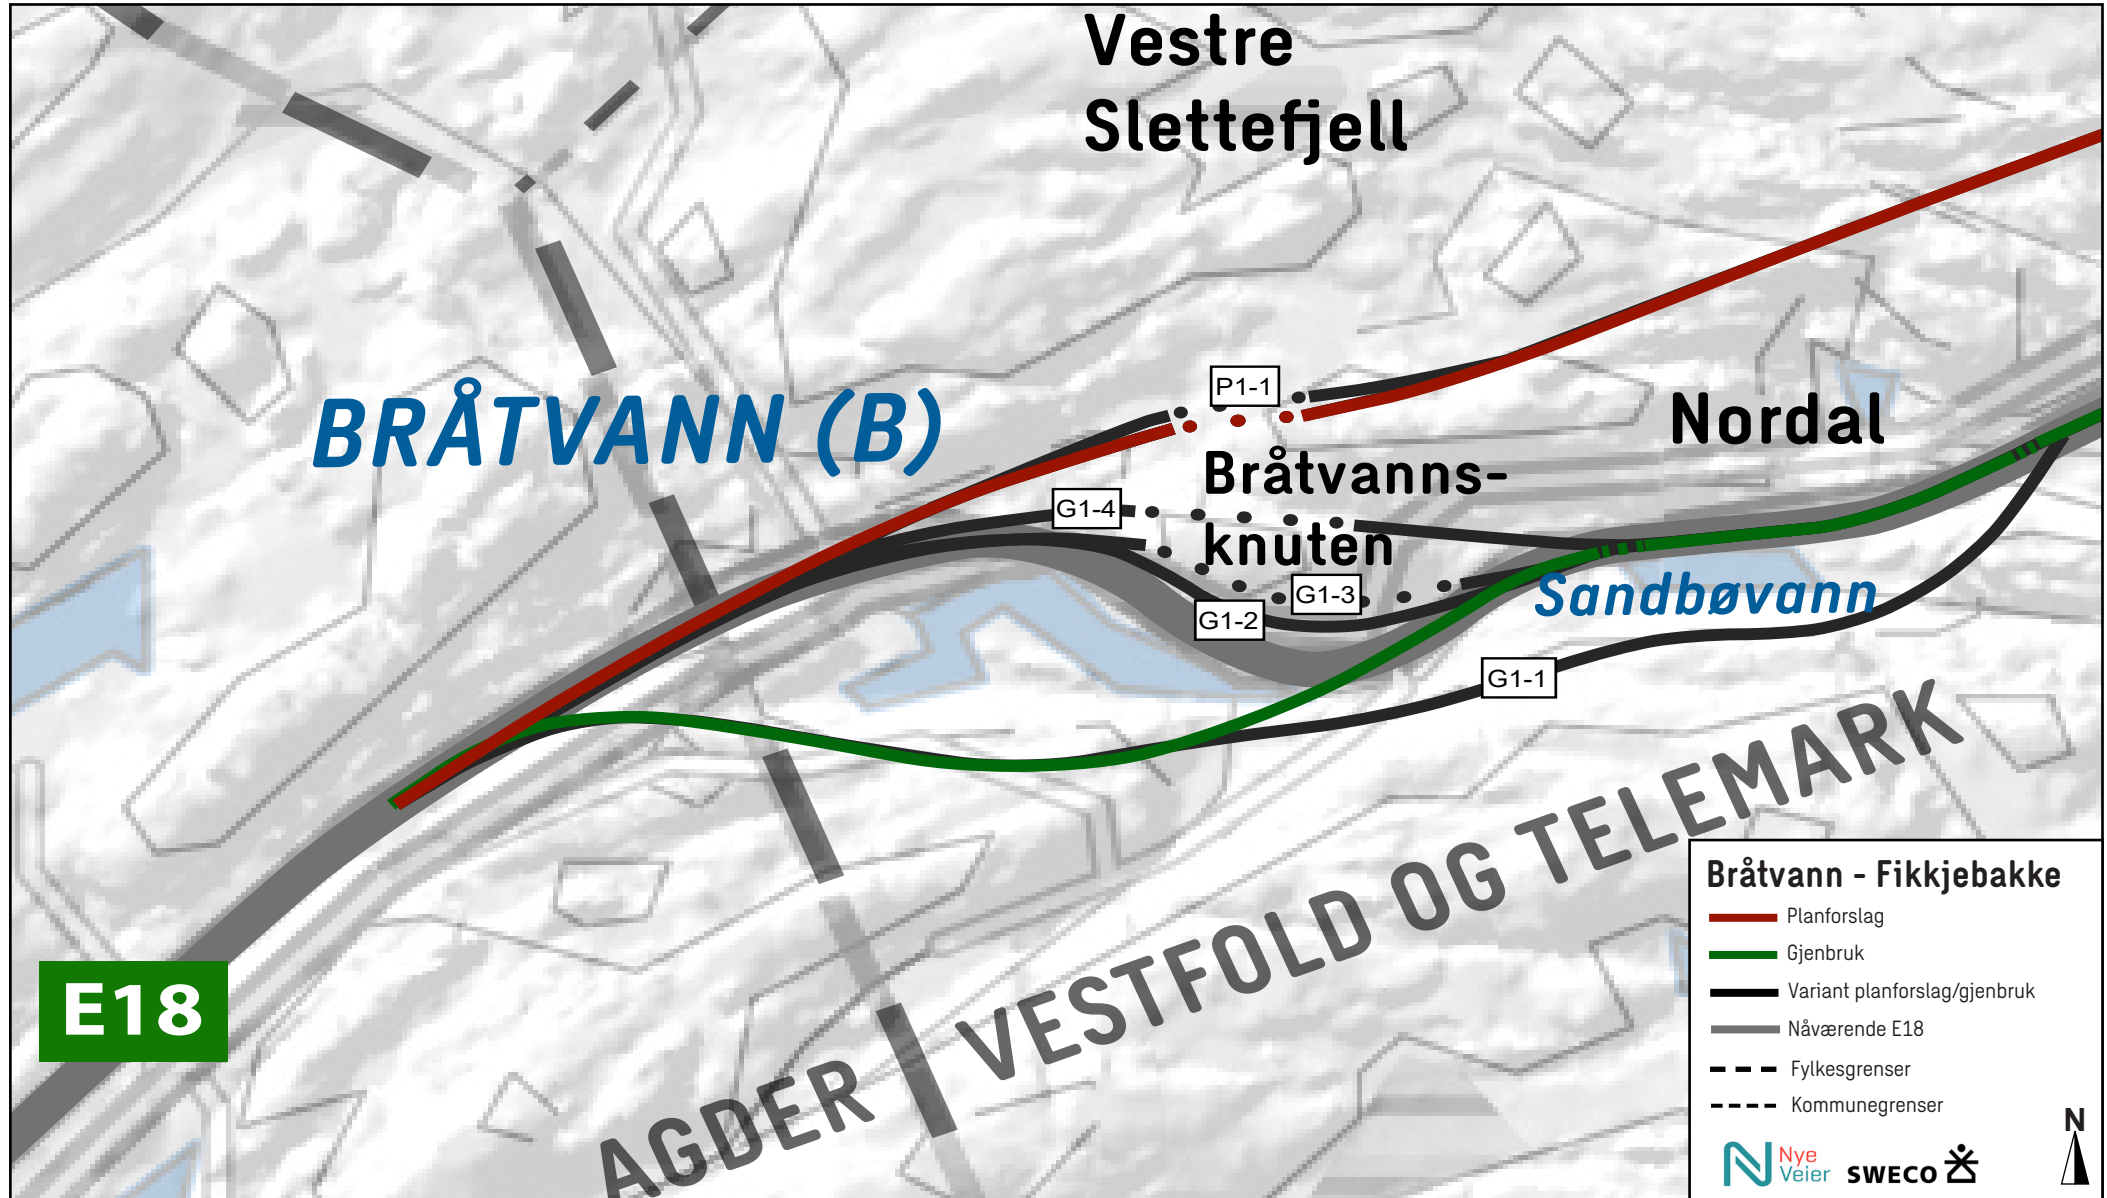 Vestre
Slettefjell
P1-1
BRÅTVANN (B)
Nordal
Bråtvanns-
knuten
G1-4
G1-3
G1-2
Sandbøvann
G1-1
VESTFOLD OG TELEMARK
AGDER
E18
Bråtvann - Fikkjebakke
Planforslag
Gjenbruk
Variant planforslag/gjenbruk
Nåværende E18
Fylkesgrenser
Kommunegrenser
N
Nye
Veier
SWECO